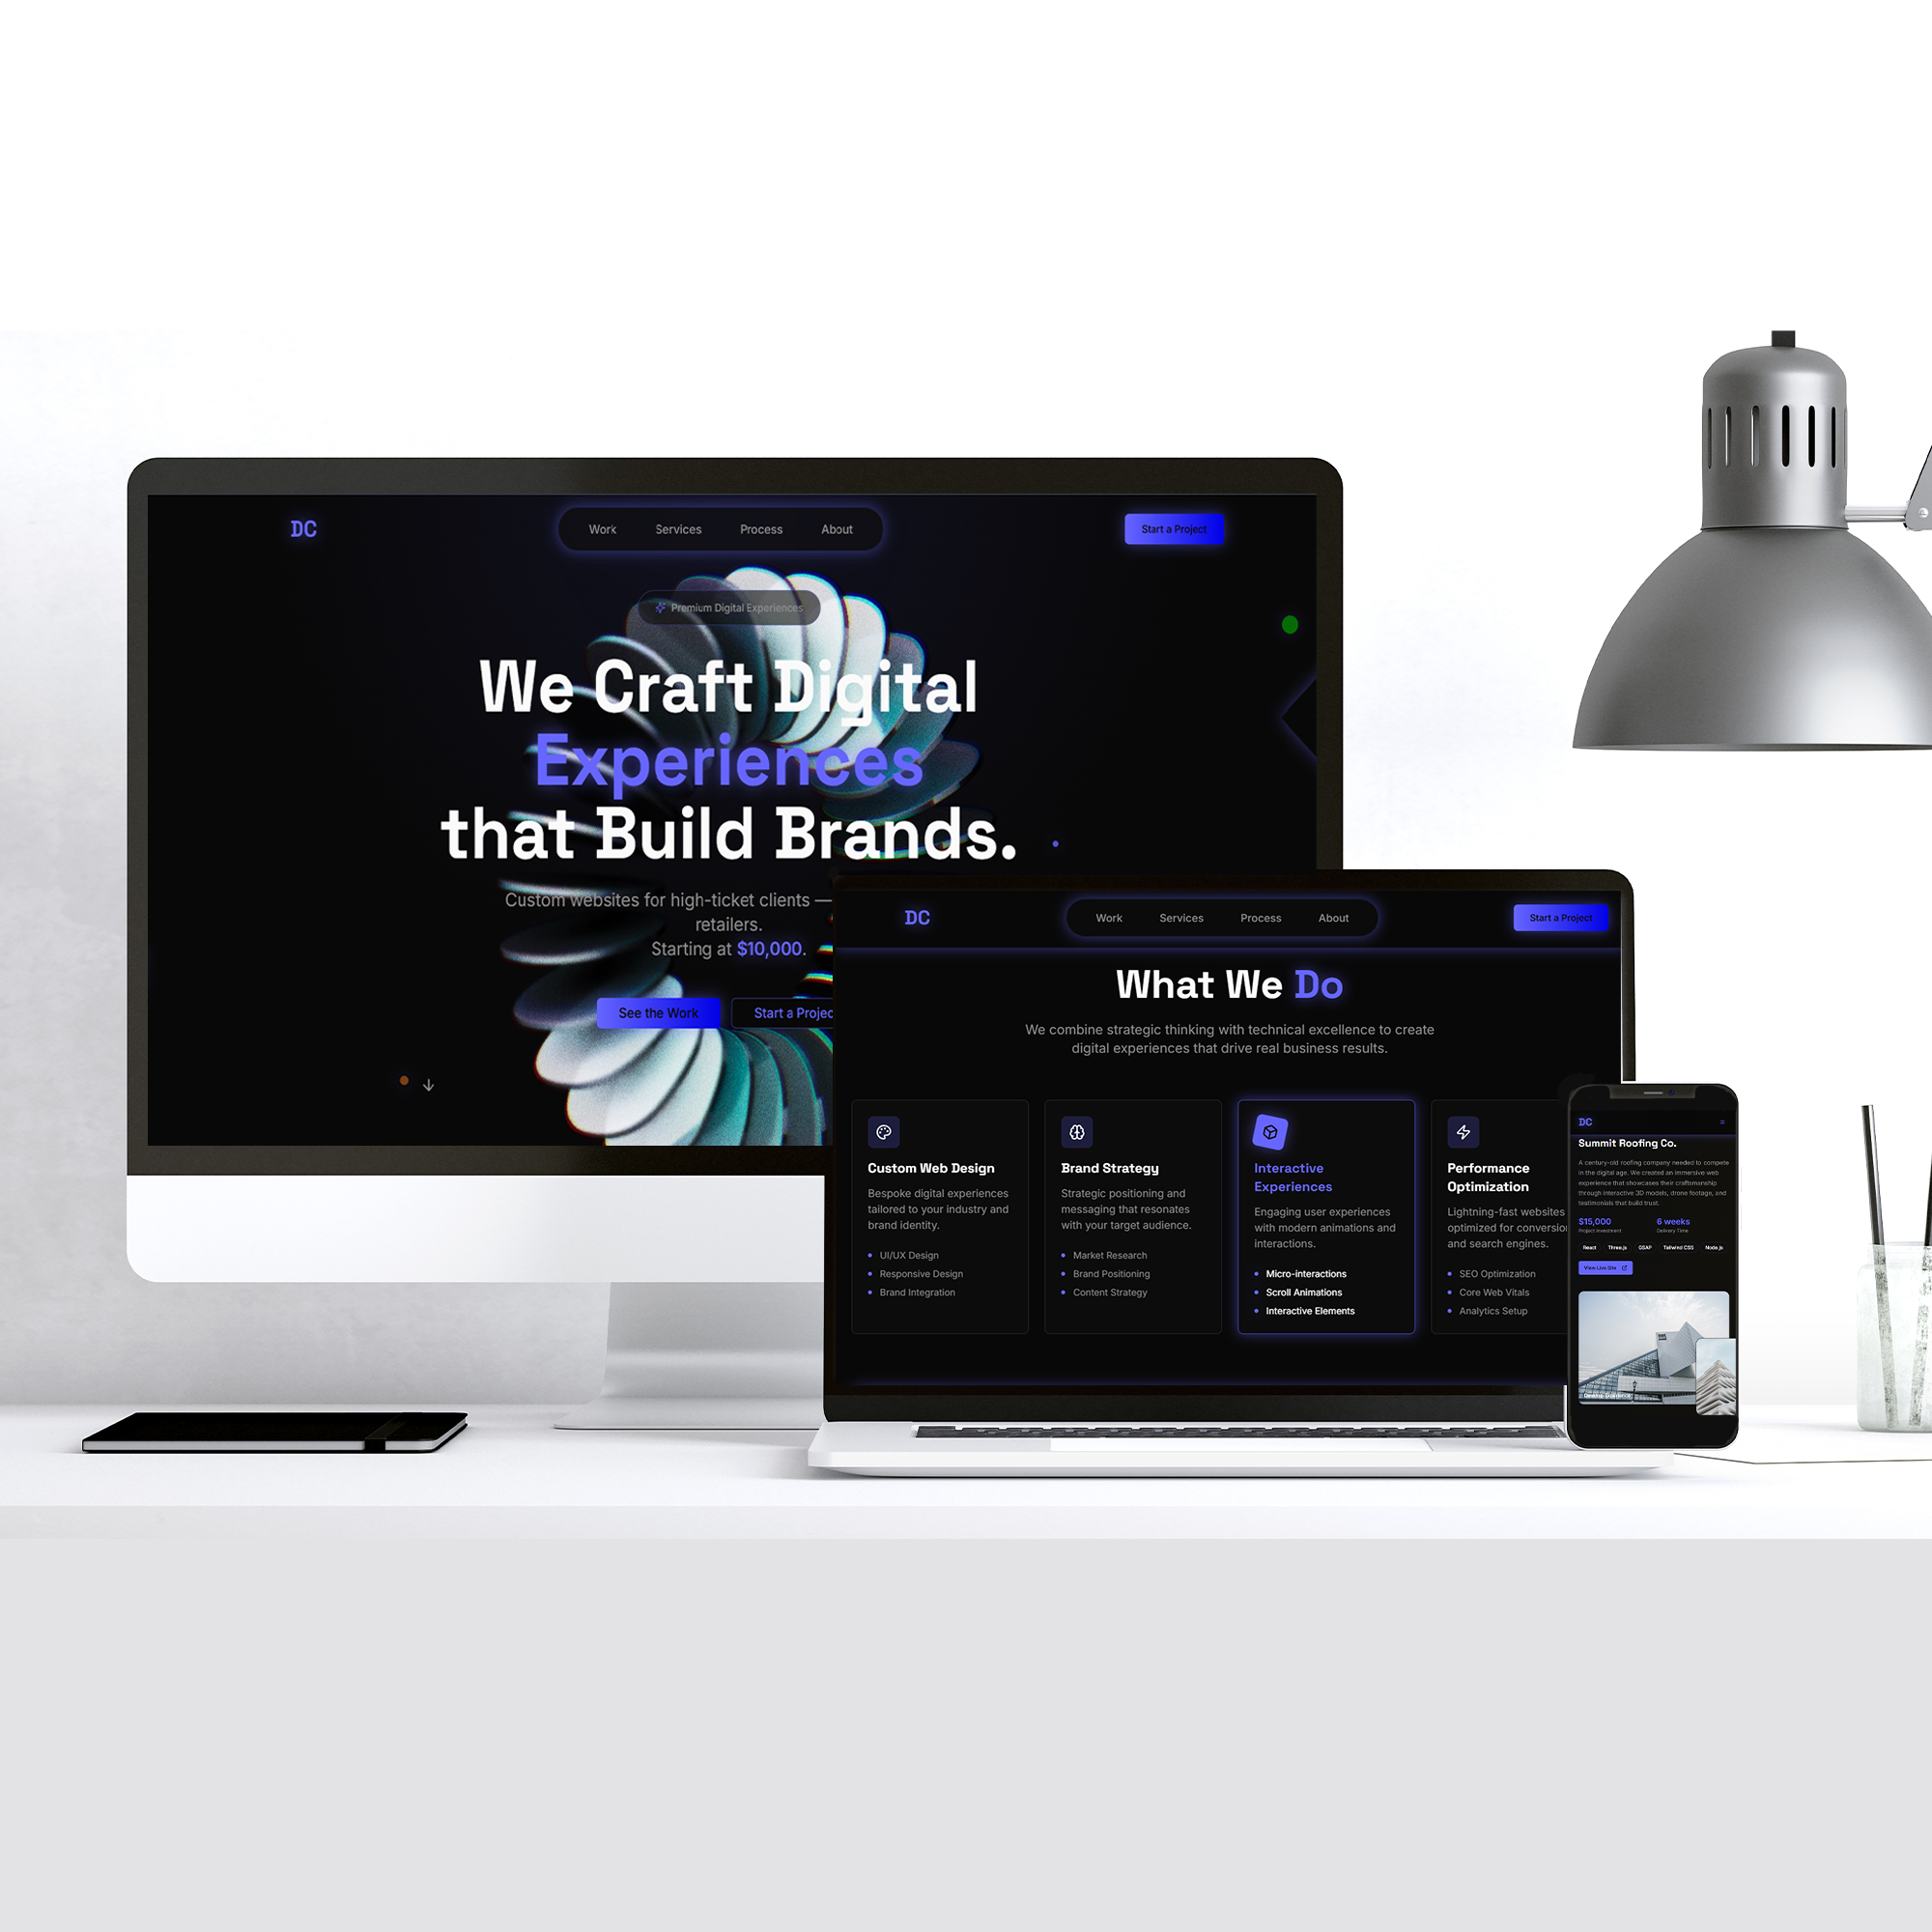 DC
Work Services Process About
Start a Project
Premium Digital Experiences
We Craft Digital
Experiences
that Build Brands.
Custom websites for high-ticket clients —
retailers.
Starting at $10,000.
See the Work
Start a Projec
DC
Work Services Process About
Start a Project
What We Do
We combine strategic thinking with technical excellence to create
digital experiences that drive real business results.
Custom Web Design
Bespoke digital experiences
tailored to your industry and
brand identity.
UI/UX Design
Responsive Design
Brand Integration
Brand Strategy
Strategic positioning and
messaging that resonates
with your target audience.
Market Research
Brand Positioning
Content Strategy
Interactive
Experiences
Engaging user experiences
with modern animations and
interactions.
Micro-interactions
Scroll Animations
Interactive Elements
Performance
Optimization
Lightning-fast websites
optimized for conversion
and search engines.
SEO Optimization
Core Web Vitals
Analytics Setup
DC
Summit Roofing Co.
A century-old roofing company needed to compete
in the digital age. We created an immersive web
experience that showcases their craftsmanship
through interactive 3D models, drone footage, and
testimonials that build trust.
$15,000 6 weeks
Project Investment Delivery Time
React Three.js GSAP Tailwind CSS Node.js
View Live Site